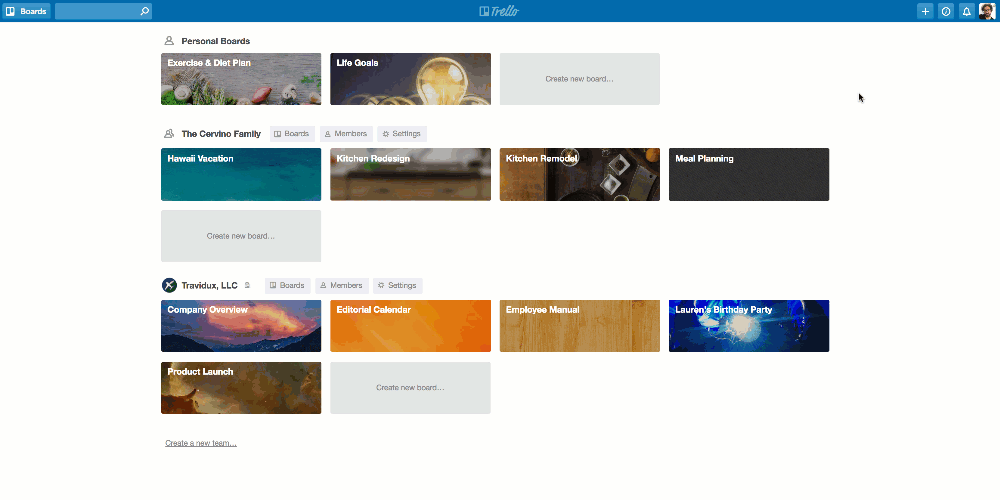 Boards
Trello
Personal Boards
Exercise & Diet Plan
Life Goals
Create new board…
The Cervino Family
Boards
Members
Settings
Hawaii Vacation
Kitchen Redesign
Kitchen Remodel
Meal Planning
Create new board…
Travidux, LLC
Boards
Members
Settings
Company Overview
Editorial Calendar
Employee Manual
Lauren's Birthday Party
Product Launch
Create new board…
Create a new team…